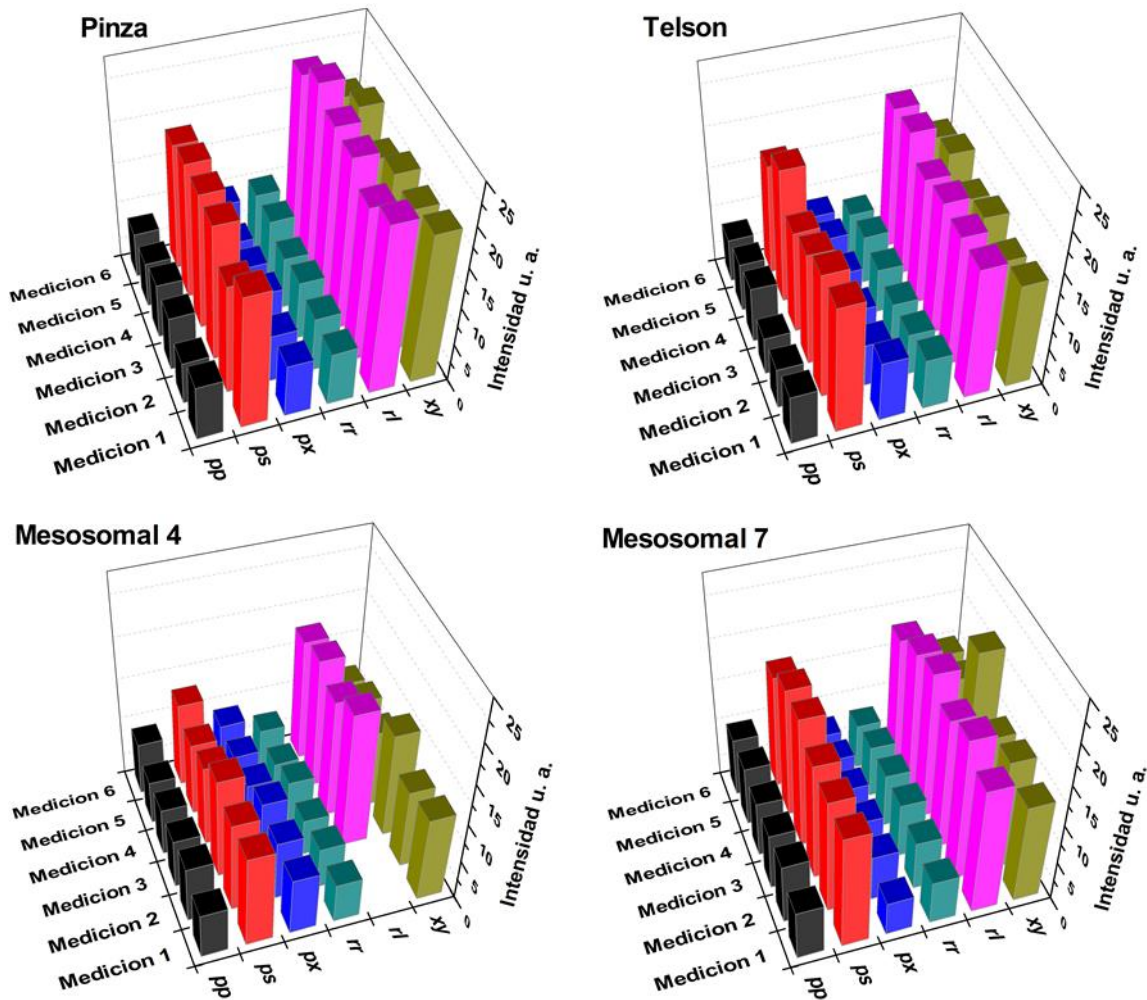 Pinza
Medicion 6
Medicion 5
Medicion 4
Medicion 3
Medicion 2
Medicion 1
pp
ps
px
rr
rl
xy
0
5
10
15
20
25
Intensidad u. a.
Telson
Medicion 6
Medicion 5
Medicion 4
Medicion 3
Medicion 2
Medicion 1
pp
ps
px
rr
rl
xy
0
5
10
15
20
25
Intensidad u. a.
Mesosomal 4
Medicion 6
Medicion 5
Medicion 4
Medicion 3
Medicion 2
Medicion 1
pp
ps
px
rr
rl
xy
0
5
10
15
20
25
Intensidad u. a.
Mesosomal 7
Medicion 6
Medicion 5
Medicion 4
Medicion 3
Medicion 2
Medicion 1
pp
ps
px
rr
rl
xy
0
5
10
15
20
25
Intensidad u. a.